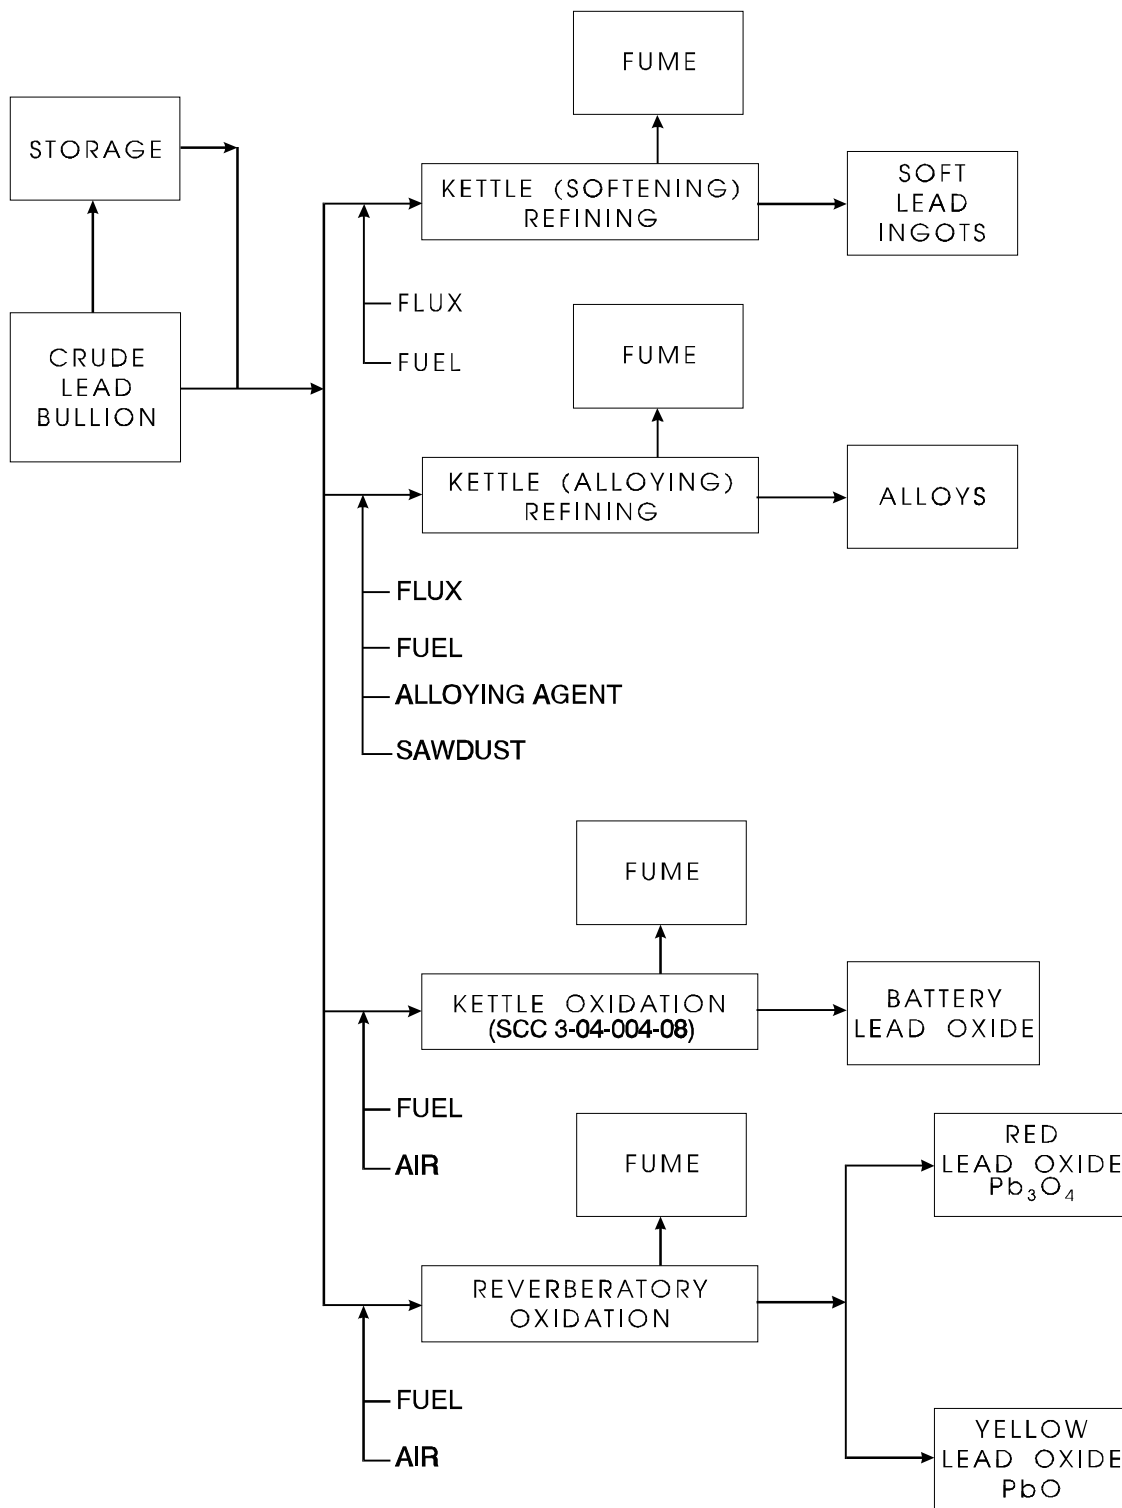 FUME
STORAGE
KETTLE (SOFTENING)
REFINING
SOFT
LEAD
INGOTS
FLUX
FUEL
CRUDE
LEAD
BULLION
FUME
KETTLE (ALLOYING)
REFINING
ALLOYS
FLUX
FUEL
ALLOYING AGENT
SAWDUST
FUME
KETTLE OXIDATION
(SCC 3-04-004-08)
BATTERY
LEAD OXIDE
FUEL
AIR
FUME
RED
LEAD OXIDE
Pb₃O₄
REVERBERATORY
OXIDATION
FUEL
AIR
YELLOW
LEAD OXIDE
PbO